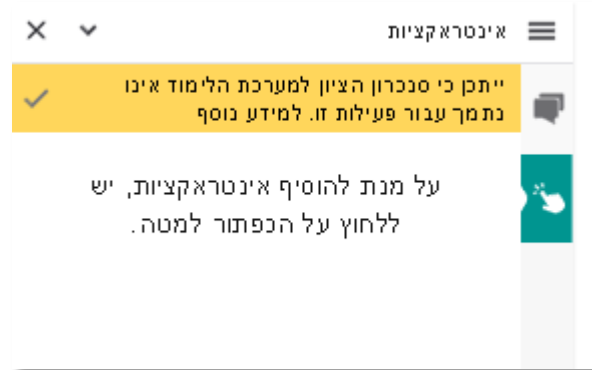 אינטראקציות
ייתכן כי סנכרון הציון למערכת הלימוד אינו
נתמך עבור פעילות זו. למידע נוסף
על מנת להוסיף אינטראקציות, יש
ללחוץ על הכפתור למטה.